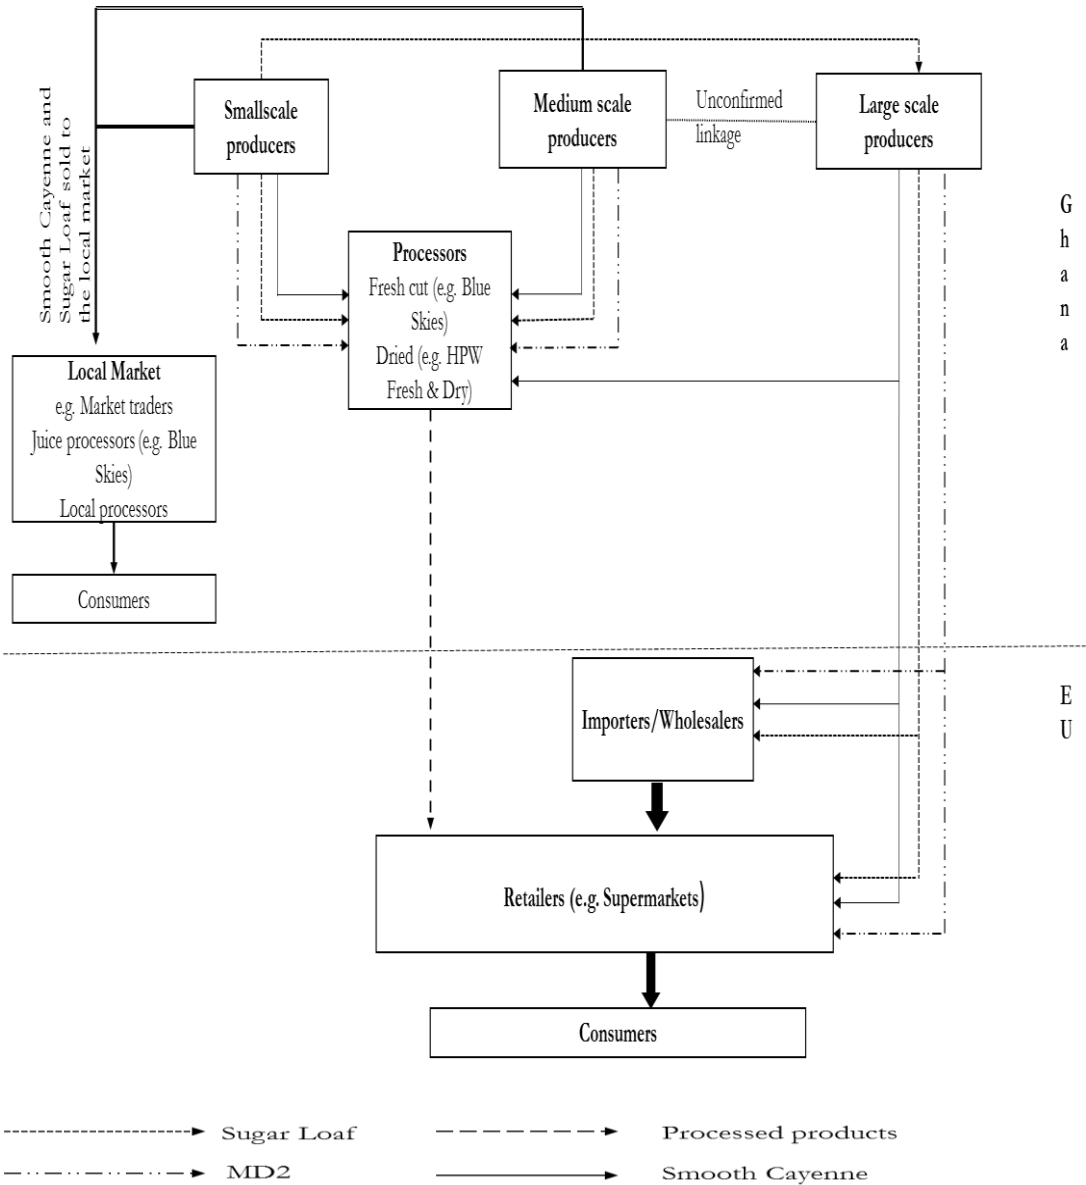 Smallscale
producers
Medium scale
producers
Unconfirmed
linkage
Large scale
producers
Smooth Cayenne and
Sugar Loaf sold to
the local market
G
h
a
n
a
Processors
Fresh cut (e.g. Blue
Skies)
Dried (e.g. HPW
Fresh & Dry)
Local Market
e.g. Market traders
Juice processors (e.g. Blue
Skies)
Local processors
Consumers
E
U
Importers/Wholesalers
Retailers (e.g. Supermarkets)
Consumers
Sugar Loaf
Processed products
MD2
Smooth Cayenne